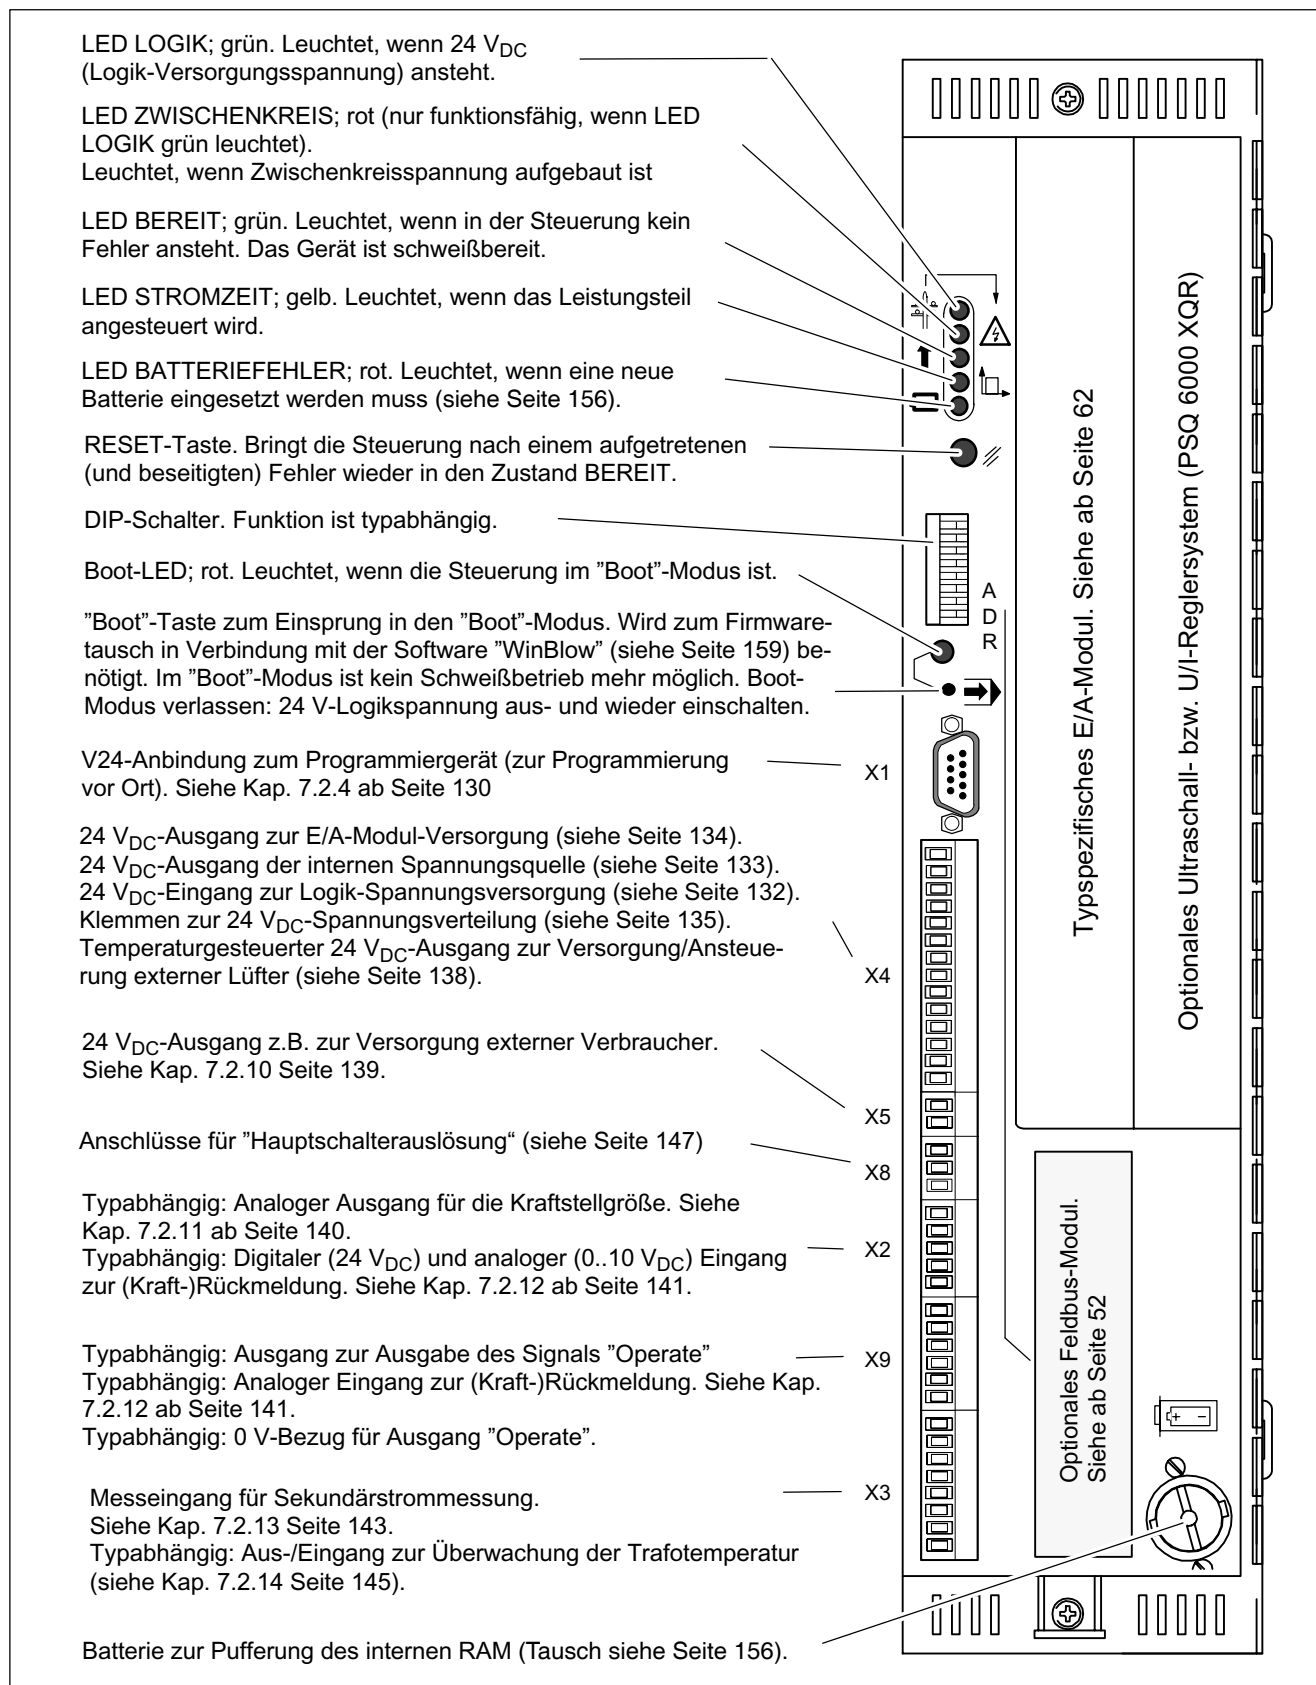 LED LOGIK; grün. Leuchtet, wenn 24 VDC
(Logik-Versorgungsspannung) ansteht.
LED ZWISCHENKREIS; rot (nur funktionsfähig, wenn LED
LOGIK grün leuchtet).
Leuchtet, wenn Zwischenkreisspannung aufgebaut ist
LED BEREIT; grün. Leuchtet, wenn in der Steuerung kein
Fehler ansteht. Das Gerät ist schweißbereit.
LED STROMZEIT; gelb. Leuchtet, wenn das Leistungsteil
angesteuert wird.
LED BATTERIEFEHLER; rot. Leuchtet, wenn eine neue
Batterie eingesetzt werden muss (siehe Seite 156).
RESET-Taste. Bringt die Steuerung nach einem aufgetretenen
(und beseitigten) Fehler wieder in den Zustand BEREIT.
DIP-Schalter. Funktion ist typabhängig.
Boot-LED; rot. Leuchtet, wenn die Steuerung im ”Boot”-Modus ist.
”Boot”-Taste zum Einsprung in den ”Boot”-Modus. Wird zum Firmware-
tausch in Verbindung mit der Software ”WinBlow” (siehe Seite 159) be-
nötigt. Im ”Boot”-Modus ist kein Schweißbetrieb mehr möglich. Boot-
Modus verlassen: 24 V-Logikspannung aus- und wieder einschalten.
V24-Anbindung zum Programmiergerät (zur Programmierung
vor Ort). Siehe Kap. 7.2.4 ab Seite 130
X1
24 VDC-Ausgang zur E/A-Modul-Versorgung (siehe Seite 134).
24 VDC-Ausgang der internen Spannungsquelle (siehe Seite 133).
24 VDC-Eingang zur Logik-Spannungsversorgung (siehe Seite 132).
Klemmen zur 24 VDC-Spannungsverteilung (siehe Seite 135).
Temperaturgesteuerter 24 VDC-Ausgang zur Versorgung/Ansteue-
rung externer Lüfter (siehe Seite 138).
X4
24 VDC-Ausgang z.B. zur Versorgung externer Verbraucher.
Siehe Kap. 7.2.10 Seite 139.
X5
Anschlüsse für ”Hauptschalterauslösung“ (siehe Seite 147)
X8
Typabhängig: Analoger Ausgang für die Kraftstellgröße. Siehe
Kap. 7.2.11 ab Seite 140.
Typabhängig: Digitaler (24 VDC) und analoger (0..10 VDC) Eingang
zur (Kraft-)Rückmeldung. Siehe Kap. 7.2.12 ab Seite 141.
X2
Typabhängig: Ausgang zur Ausgabe des Signals ”Operate”
Typabhängig: Analoger Eingang zur (Kraft-)Rückmeldung. Siehe Kap.
7.2.12 ab Seite 141.
Typabhängig: 0 V-Bezug für Ausgang ”Operate”.
X9
Messeingang für Sekundärstrommessung.
Siehe Kap. 7.2.13 Seite 143.
Typabhängig: Aus-/Eingang zur Überwachung der Trafotemperatur
(siehe Kap. 7.2.14 Seite 145).
X3
Batterie zur Pufferung des internen RAM (Tausch siehe Seite 156).
A
D
R
Typspezifisches E/A-Modul. Siehe ab Seite 62
Optionales Ultraschall- bzw. U/I-Reglersystem (PSQ 6000 XQR)
Optionales Feldbus-Modul.
Siehe ab Seite 52
+ −